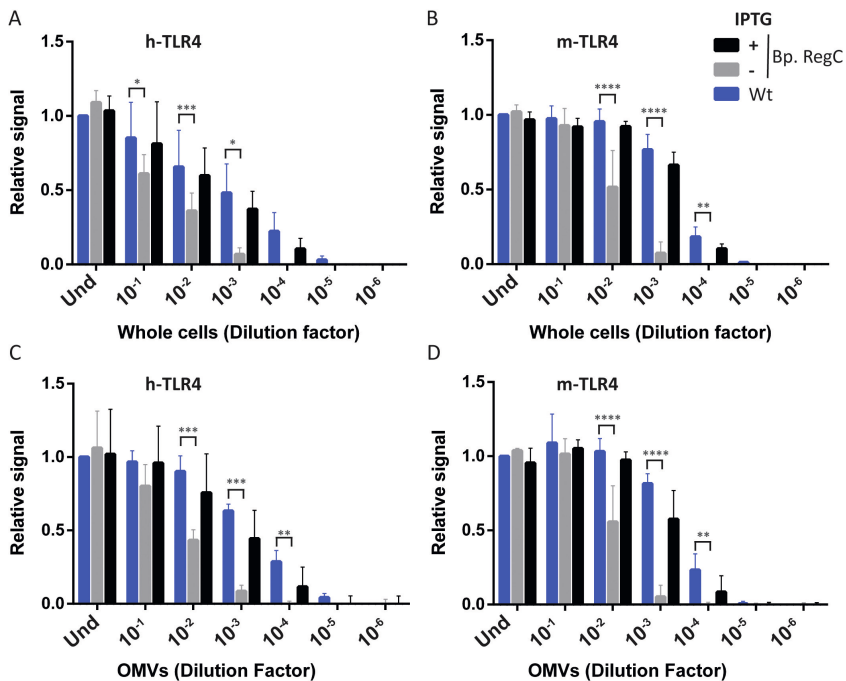 A
h-TLR4
Relative signal
1.5
1.0
0.5
0.0
*
***
*
Und
10-1
10-2
10-3
10-4
10-5
10-6
Whole cells (Dilution factor)
B
m-TLR4
Relative signal
1.5
1.0
0.5
0.0
****
****
**
Und
10-1
10-2
10-3
10-4
10-5
10-6
Whole cells (Dilution factor)
IPTG
+
-
Bp. RegC
Wt
C
h-TLR4
Relative signal
1.5
1.0
0.5
0.0
***
***
**
Und
10-1
10-2
10-3
10-4
10-5
10-6
OMVs (Dilution Factor)
D
m-TLR4
Relative signal
1.5
1.0
0.5
0.0
****
****
**
Und
10-1
10-2
10-3
10-4
10-5
10-6
OMVs (Dilution Factor)